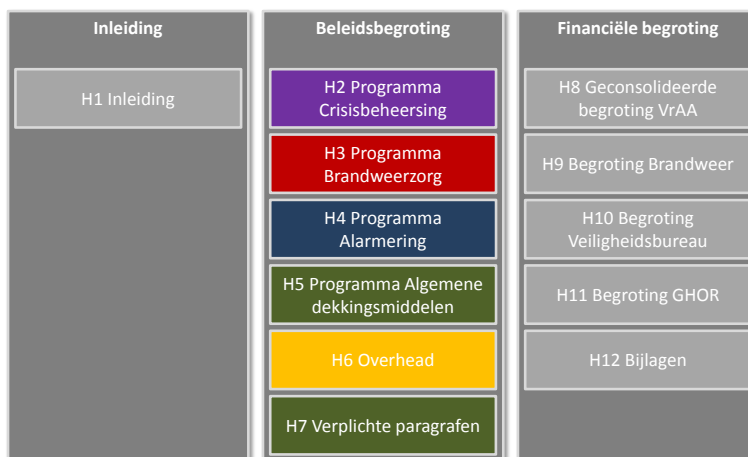 Inleiding
H1 Inleiding
Beleidsbegroting
H2 Programma
Crisisbeheersing
H3 Programma
Brandweerzorg
H4 Programma
Alarmering
H5 Programma Algemene
dekkingsmiddelen
H6 Overhead
H7 Verplichte paragrafen
Financiële begroting
H8 Geconsolideerde
begroting VrAA
H9 Begroting Brandweer
H10 Begroting
Veiligheidsbureau
H11 Begroting GHOR
H12 Bijlagen